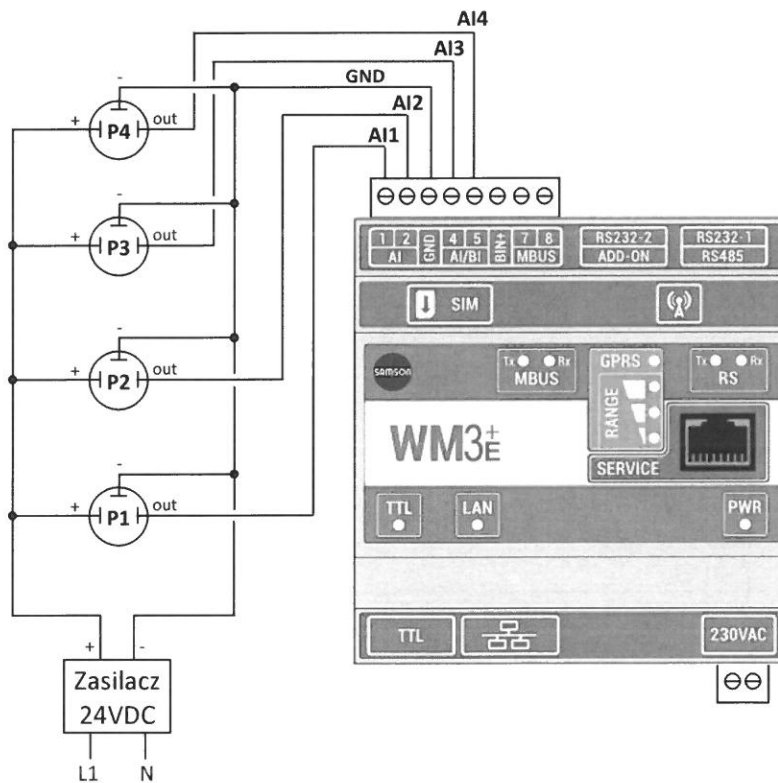 AI4
AI3
GND
AI2
AI1
- + P4 out
- + P3 out
- + P2 out
- + P1 out
+ -
Zasilacz
24VDC
L1 N
1 2 GND 4 5 BIN+ 7 8 RS232-2 RS232-1
AI AI/BI MBUS ADD-ON RS485
SIM
SAMSON Tx Rx GPRS Tx Rx
MBUS RS
RANGE
WM3E+
SERVICE
TTL LAN PWR
TTL 230VAC